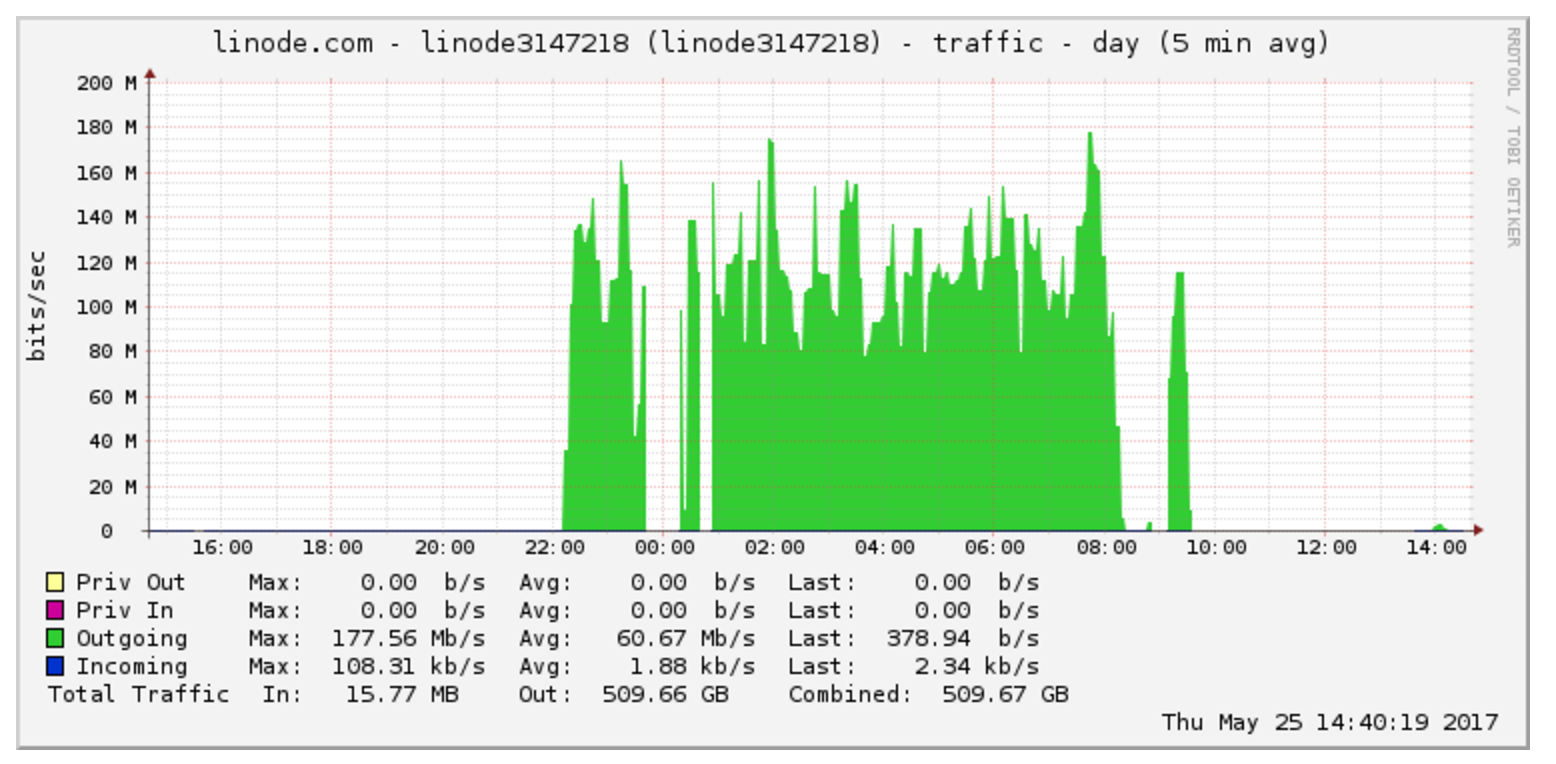 linode.com - linode3147218 (linode3147218) - traffic - day (5 min avg)
RRDTOOL / TOBI OETIKER
bits/sec
200 M
180 M
160 M
140 M
120 M
100 M
80 M
60 M
40 M
20 M
0
16:00 18:00 20:00 22:00 00:00 02:00 04:00 06:00 08:00 10:00 12:00 14:00
Priv Out Max: 0.00 b/s Avg: 0.00 b/s Last: 0.00 b/s
Priv In Max: 0.00 b/s Avg: 0.00 b/s Last: 0.00 b/s
Outgoing Max: 177.56 Mb/s Avg: 60.67 Mb/s Last: 378.94 b/s
Incoming Max: 108.31 kb/s Avg: 1.88 kb/s Last: 2.34 kb/s
Total Traffic In: 15.77 MB Out: 509.66 GB Combined: 509.67 GB
Thu May 25 14:40:19 2017